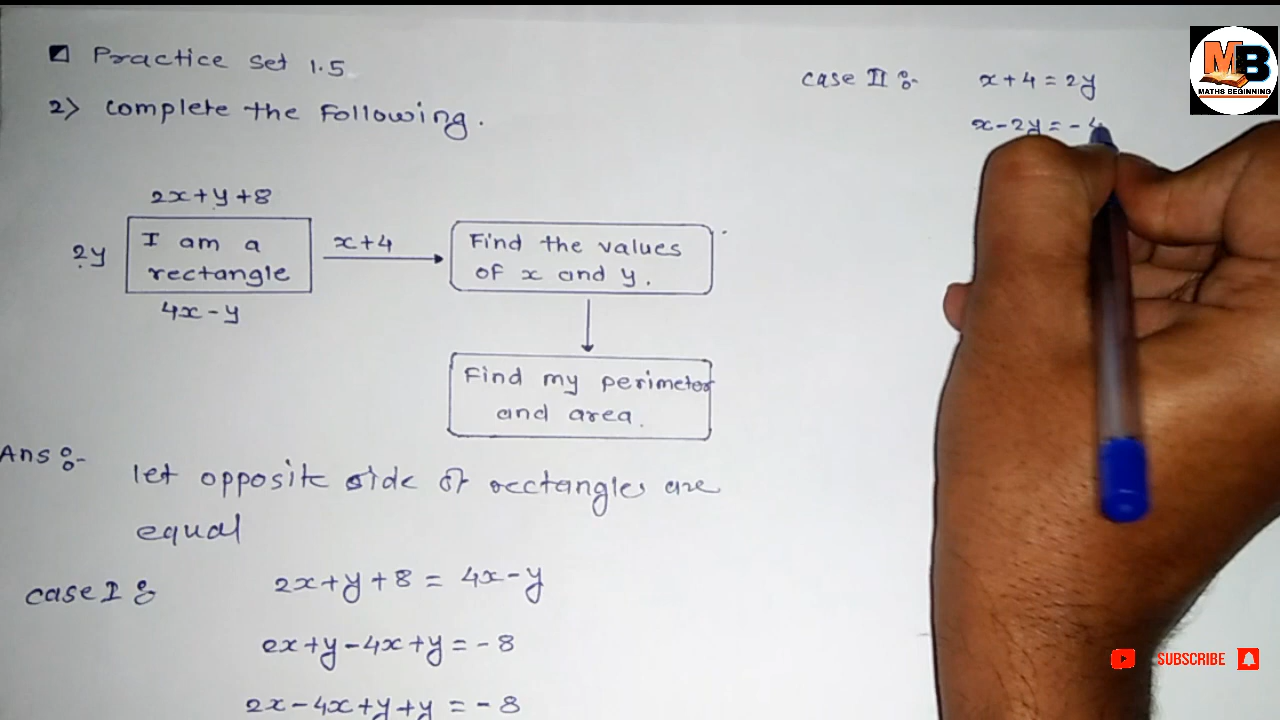 Practice set 1.5
2) Complete the Following.
2x+y+8
2y
I am a
rectangle
4x-y
x+4
Find the values
of x and y.
Find my perimeter
and area.
Ans :-
let opposite side of rectangles are
equal
case I :
2x+y+8 = 4x-y
2x+y-4x+y = -8
2x-4x+y+y = -8
case II :-
x+4 = 2y
x-2y = -4
MB
MATHS BEGINNING
SUBSCRIBE